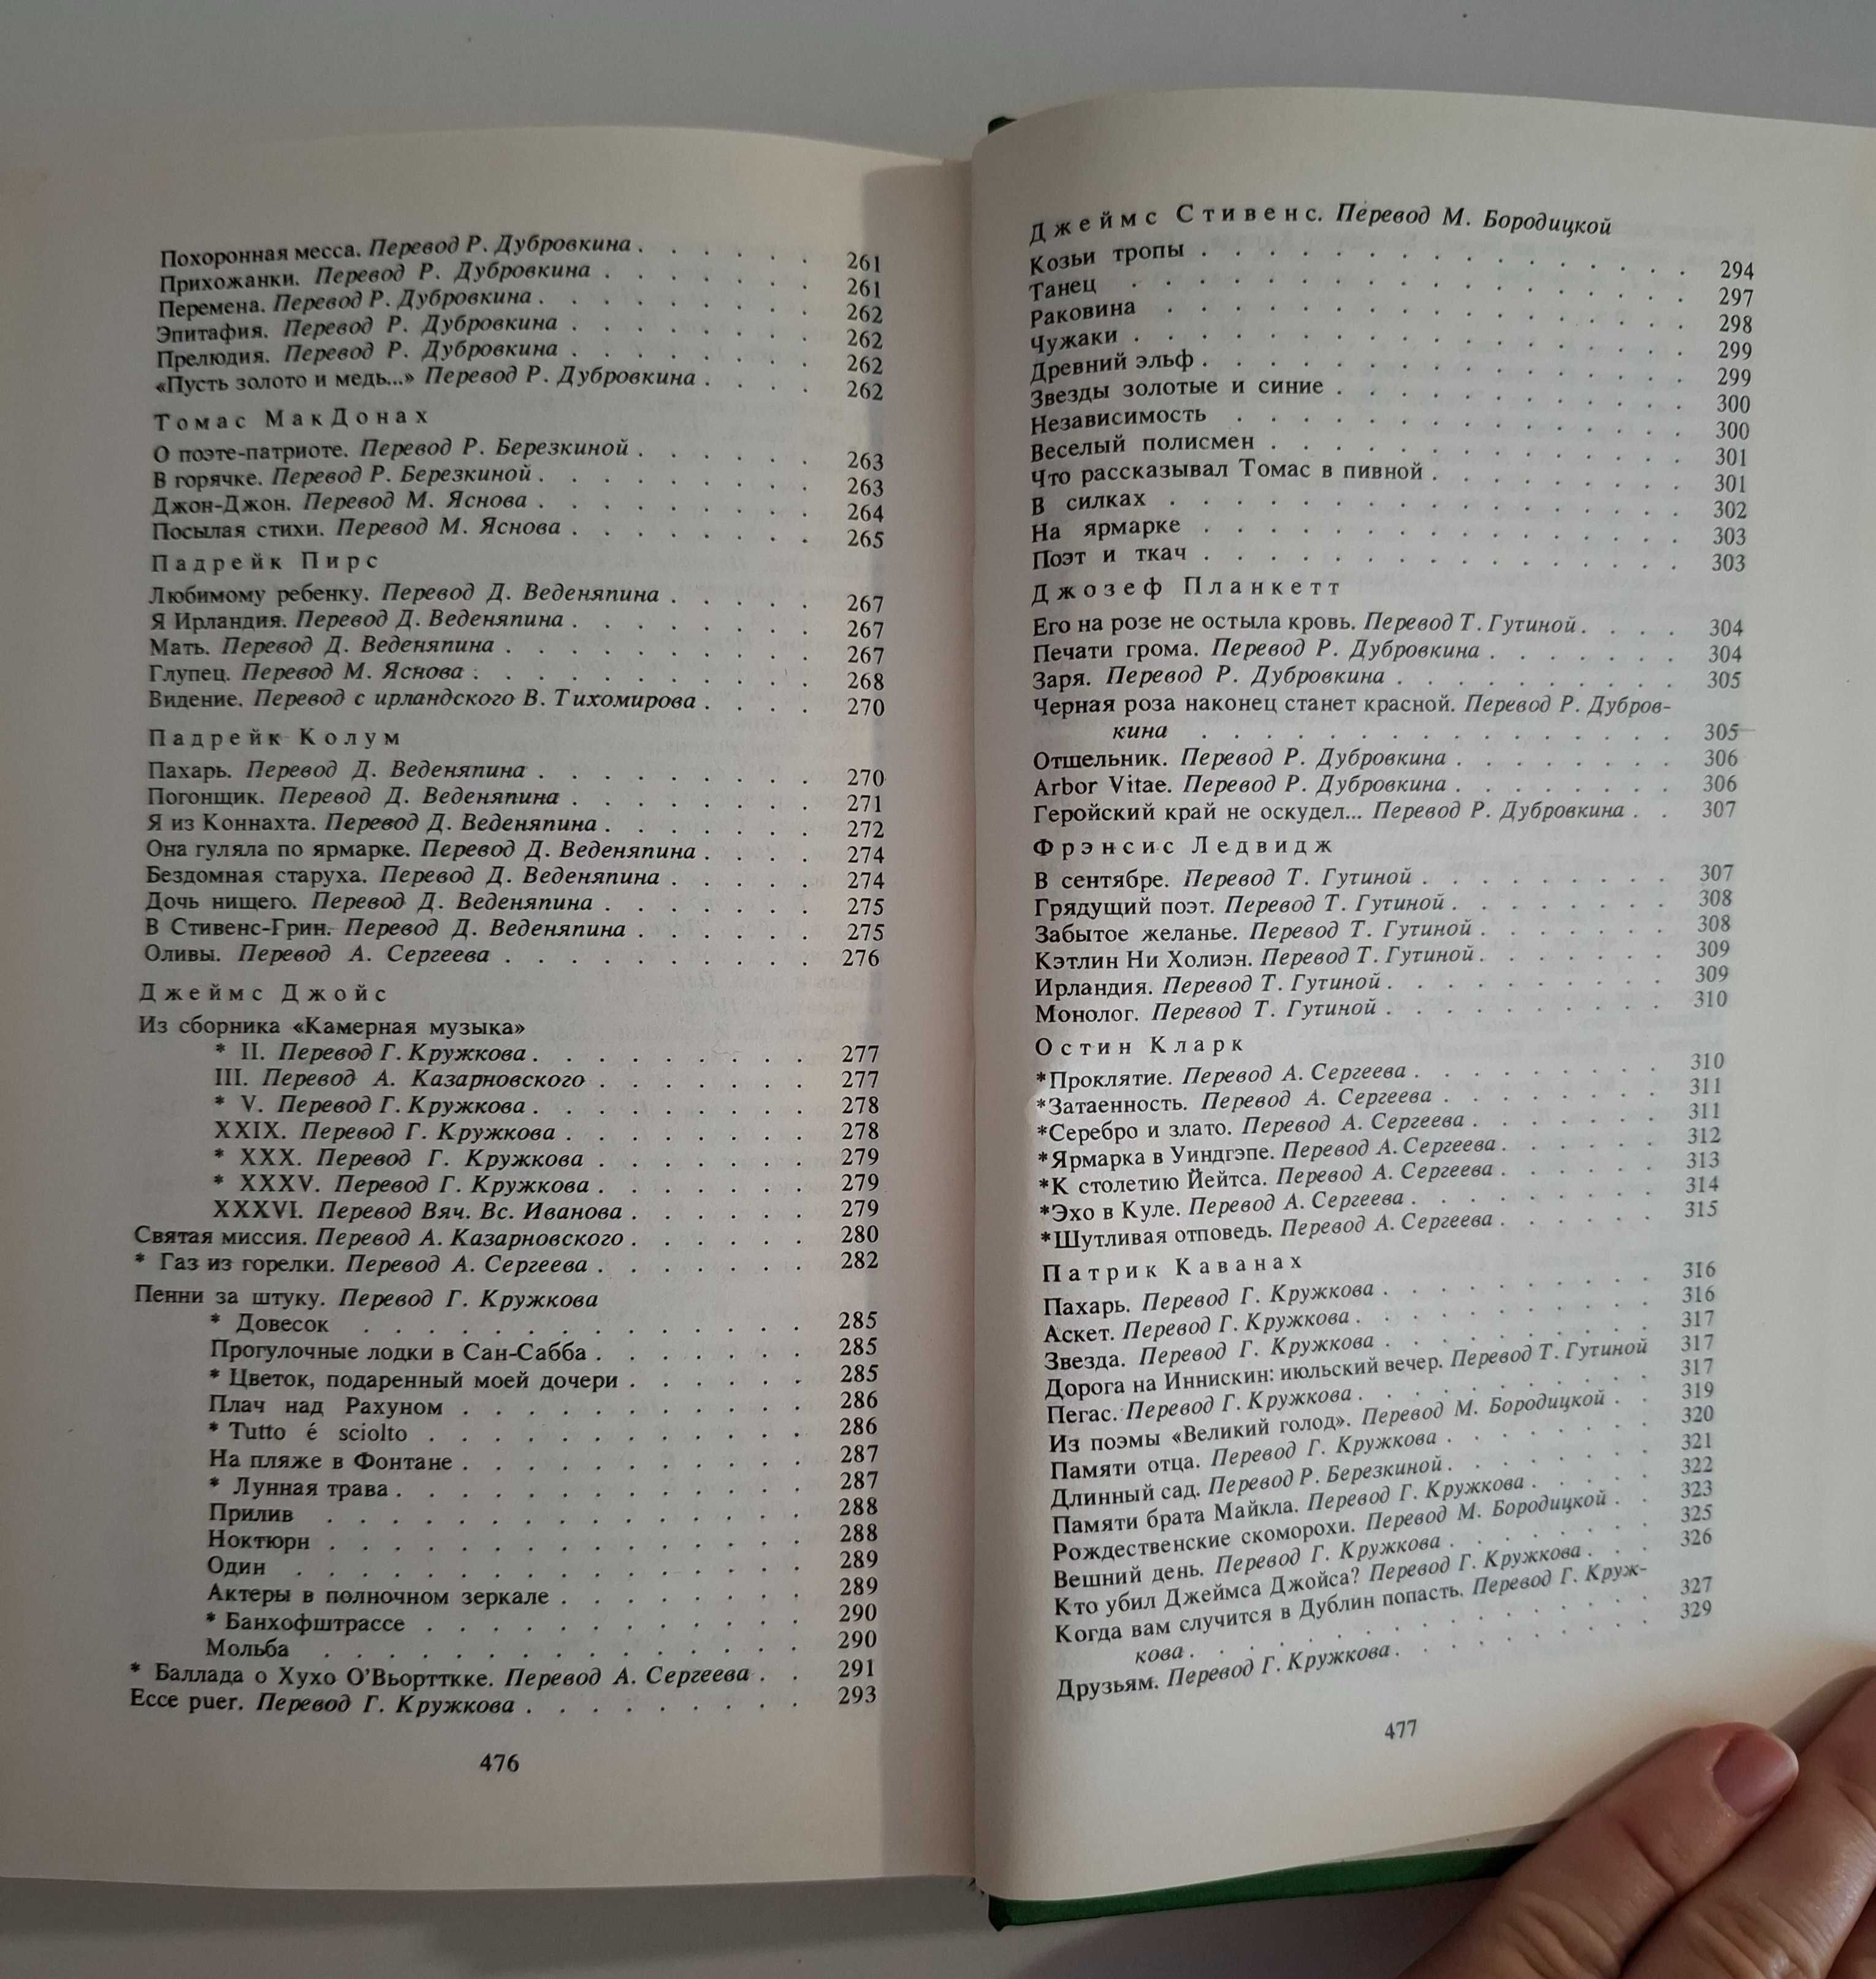 Похоронная месса. Перевод Р. Дубровкина . . . . . . 261
Прихожанки. Перевод Р. Дубровкина . . . . . . . 261
Перемена. Перевод Р. Дубровкина . . . . . . . . . 262
Эпитафия. Перевод Р. Дубровкина . . . . . . . . 262
Прелюдия. Перевод Р. Дубровкина . . . . . . . . 262
«Пусть золото и медь...» Перевод Р. Дубровкина . . . . 262
Томас МакДонах
О поэте-патриоте. Перевод Р. Березкиной . . . . . . 263
В горячке. Перевод Р. Березкиной . . . . . . . . . 263
Джон-Джон. Перевод М. Яснова . . . . . . . . . 264
Посылая стихи. Перевод М. Яснова . . . . . . . . 265
Падрейк Пирс
Любимому ребенку. Перевод Д. Веденяпина . . . . . 267
Я Ирландия. Перевод Д. Веденяпина . . . . . . . . 267
Мать. Перевод Д. Веденяпина . . . . . . . . . . 267
Глупец. Перевод М. Яснова . . . . . . . . . . . 268
Видение. Перевод с ирландского В. Тихомирова . . . . 270
Падрейк Колум
Пахарь. Перевод Д. Веденяпина . . . . . . . . . 270
Погонщик. Перевод Д. Веденяпина . . . . . . . . 271
Я из Коннахта. Перевод Д. Веденяпина . . . . . . . 272
Она гуляла по ярмарке. Перевод Д. Веденяпина . . . . 274
Бездомная старуха. Перевод Д. Веденяпина . . . . . 274
Дочь нищего. Перевод Д. Веденяпина . . . . . . . 275
В Стивенс-Грин. Перевод Д. Веденяпина . . . . . . 275
Оливы. Перевод А. Сергеева . . . . . . . . . . 276
Джеймс Джойс
Из сборника «Камерная музыка»
* II. Перевод Г. Кружкова . . . . . . . . . 277
III. Перевод А. Казарновского . . . . . . . 277
* V. Перевод Г. Кружкова . . . . . . . . . 278
XXIX. Перевод Г. Кружкова . . . . . . . . 278
* XXX. Перевод Г. Кружкова . . . . . . . 279
* XXXV. Перевод Г. Кружкова . . . . . . . 279
XXXVI. Перевод Вяч. Вс. Иванова . . . . . . 279
Святая миссия. Перевод А. Казарновского . . . . . . 280
* Газ из горелки. Перевод А. Сергеева . . . . . . . 282
Пенни за штуку. Перевод Г. Кружкова
* Довесок . . . . . . . . . . . . . 285
Прогулочные лодки в Сан-Сабба . . . . . . . 285
* Цветок, подаренный моей дочери . . . . . . 285
Плач над Рахуном . . . . . . . . . . . 286
* Tutto é sciolto . . . . . . . . . . . . 286
На пляже в Фонтане . . . . . . . . . . . 287
* Лунная трава . . . . . . . . . . . . . 287
Прилив . . . . . . . . . . . . . . . 288
Ноктюрн . . . . . . . . . . . . . . . 288
Один . . . . . . . . . . . . . . . . 289
Актеры в полночном зеркале . . . . . . . . 289
* Банхофштрассе . . . . . . . . . . . . 290
Мольба . . . . . . . . . . . . . . . 290
* Баллада о Хухо О’Вьортткке. Перевод А. Сергеева . . 291
Ecce puer. Перевод Г. Кружкова . . . . . . . . . 293
476
Джеймс Стивенс. Перевод М. Бородицкой
Козьи тропы . . . . . . . . . . . . . . . 294
Танец . . . . . . . . . . . . . . . . . 297
Раковина . . . . . . . . . . . . . . . . 298
Чужаки . . . . . . . . . . . . . . . . . 299
Древний эльф . . . . . . . . . . . . . . . 299
Звезды золотые и синие . . . . . . . . . . . 300
Независимость . . . . . . . . . . . . . . 300
Веселый полисмен . . . . . . . . . . . . . 301
Что рассказывал Томас в пивной . . . . . . . . 301
В силках . . . . . . . . . . . . . . . . 302
На ярмарке . . . . . . . . . . . . . . . 303
Поэт и ткач . . . . . . . . . . . . . . . 303
Джозеф Планкетт
Его на розе не остыла кровь. Перевод Т. Гутиной . . . . 304
Печати грома. Перевод Р. Дубровкина . . . . . . . 304
Заря. Перевод Р. Дубровкина . . . . . . . . . . 305
Черная роза наконец станет красной. Перевод Р. Дубров-
кина . . . . . . . . . . . . . . . . 305
Отшельник. Перевод Р. Дубровкина . . . . . . . . 306
Arbor Vitae. Перевод Р. Дубровкина . . . . . . . . 306
Геройский край не оскудел... Перевод Р. Дубровкина . . 307
Фрэнсис Ледвидж
В сентябре. Перевод Т. Гутиной . . . . . . . . . 307
Грядущий поэт. Перевод Т. Гутиной . . . . . . . . 308
Забытое желанье. Перевод Т. Гутиной . . . . . . . 308
Кэтлин Ни Холиэн. Перевод Т. Гутиной . . . . . . . 309
Ирландия. Перевод Т. Гутиной . . . . . . . . . . 309
Монолог. Перевод Т. Гутиной . . . . . . . . . . 310
Остин Кларк
*Проклятие. Перевод А. Сергеева . . . . . . . . . 310
*Затаенность. Перевод А. Сергеева . . . . . . . . 311
*Серебро и злато. Перевод А. Сергеева . . . . . . . 311
*Ярмарка в Уиндгэпе. Перевод А. Сергеева . . . . . . 312
*К столетию Йейтса. Перевод А. Сергеева . . . . . . 313
*Эхо в Куле. Перевод А. Сергеева . . . . . . . . . 314
*Шутливая отповедь. Перевод А. Сергеева . . . . . . 315
Патрик Каванах
Пахарь. Перевод Г. Кружкова . . . . . . . . . . 316
Аскет. Перевод Г. Кружкова . . . . . . . . . . . 316
Звезда. Перевод Г. Кружкова . . . . . . . . . . 317
Дорога на Иннискин: июльский вечер. Перевод Т. Гутиной 317
Пегас. Перевод Г. Кружкова . . . . . . . . . . . 317
Из поэмы «Великий голод». Перевод М. Бородицкой . . 319
Памяти отца. Перевод Г. Кружкова . . . . . . . . 320
Длинный сад. Перевод Р. Березкиной . . . . . . . . 321
Памяти брата Майкла. Перевод Г. Кружкова . . . . . 322
Рождественские скоморохи. Перевод М. Бородицкой . . 323
Вешний день. Перевод Г. Кружкова . . . . . . . . 325
Кто убил Джеймса Джойса? Перевод Г. Кружкова . . . 326
Когда вам случится в Дублин попасть. Перевод Г. Круж-
кова . . . . . . . . . . . . . . . . 327
Друзьям. Перевод Г. Кружкова . . . . . . . . . . 329
477